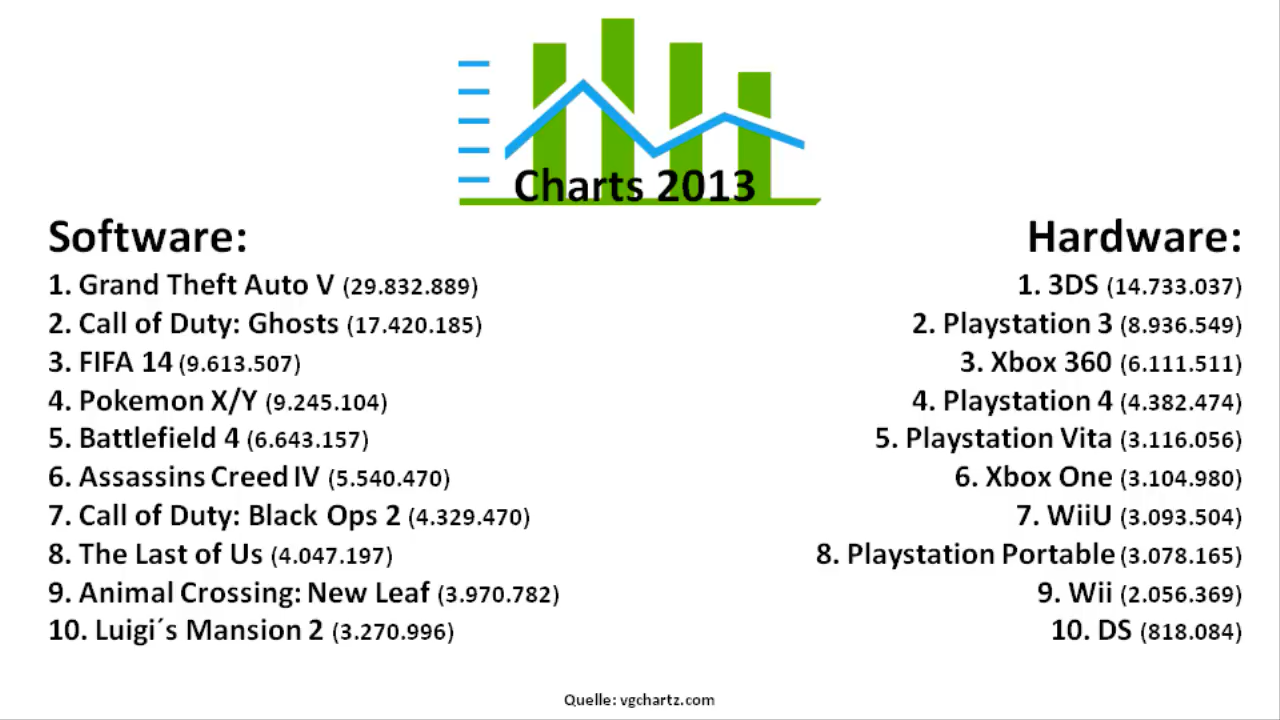 Charts 2013
Software:
1. Grand Theft Auto V (29.832.889)
2. Call of Duty: Ghosts (17.420.185)
3. FIFA 14 (9.613.507)
4. Pokemon X/Y (9.245.104)
5. Battlefield 4 (6.643.157)
6. Assassins Creed IV (5.540.470)
7. Call of Duty: Black Ops 2 (4.329.470)
8. The Last of Us (4.047.197)
9. Animal Crossing: New Leaf (3.970.782)
10. Luigi´s Mansion 2 (3.270.996)
Hardware:
1. 3DS (14.733.037)
2. Playstation 3 (8.936.549)
3. Xbox 360 (6.111.511)
4. Playstation 4 (4.382.474)
5. Playstation Vita (3.116.056)
6. Xbox One (3.104.980)
7. WiiU (3.093.504)
8. Playstation Portable (3.078.165)
9. Wii (2.056.369)
10. DS (818.084)
Quelle: vgchartz.com